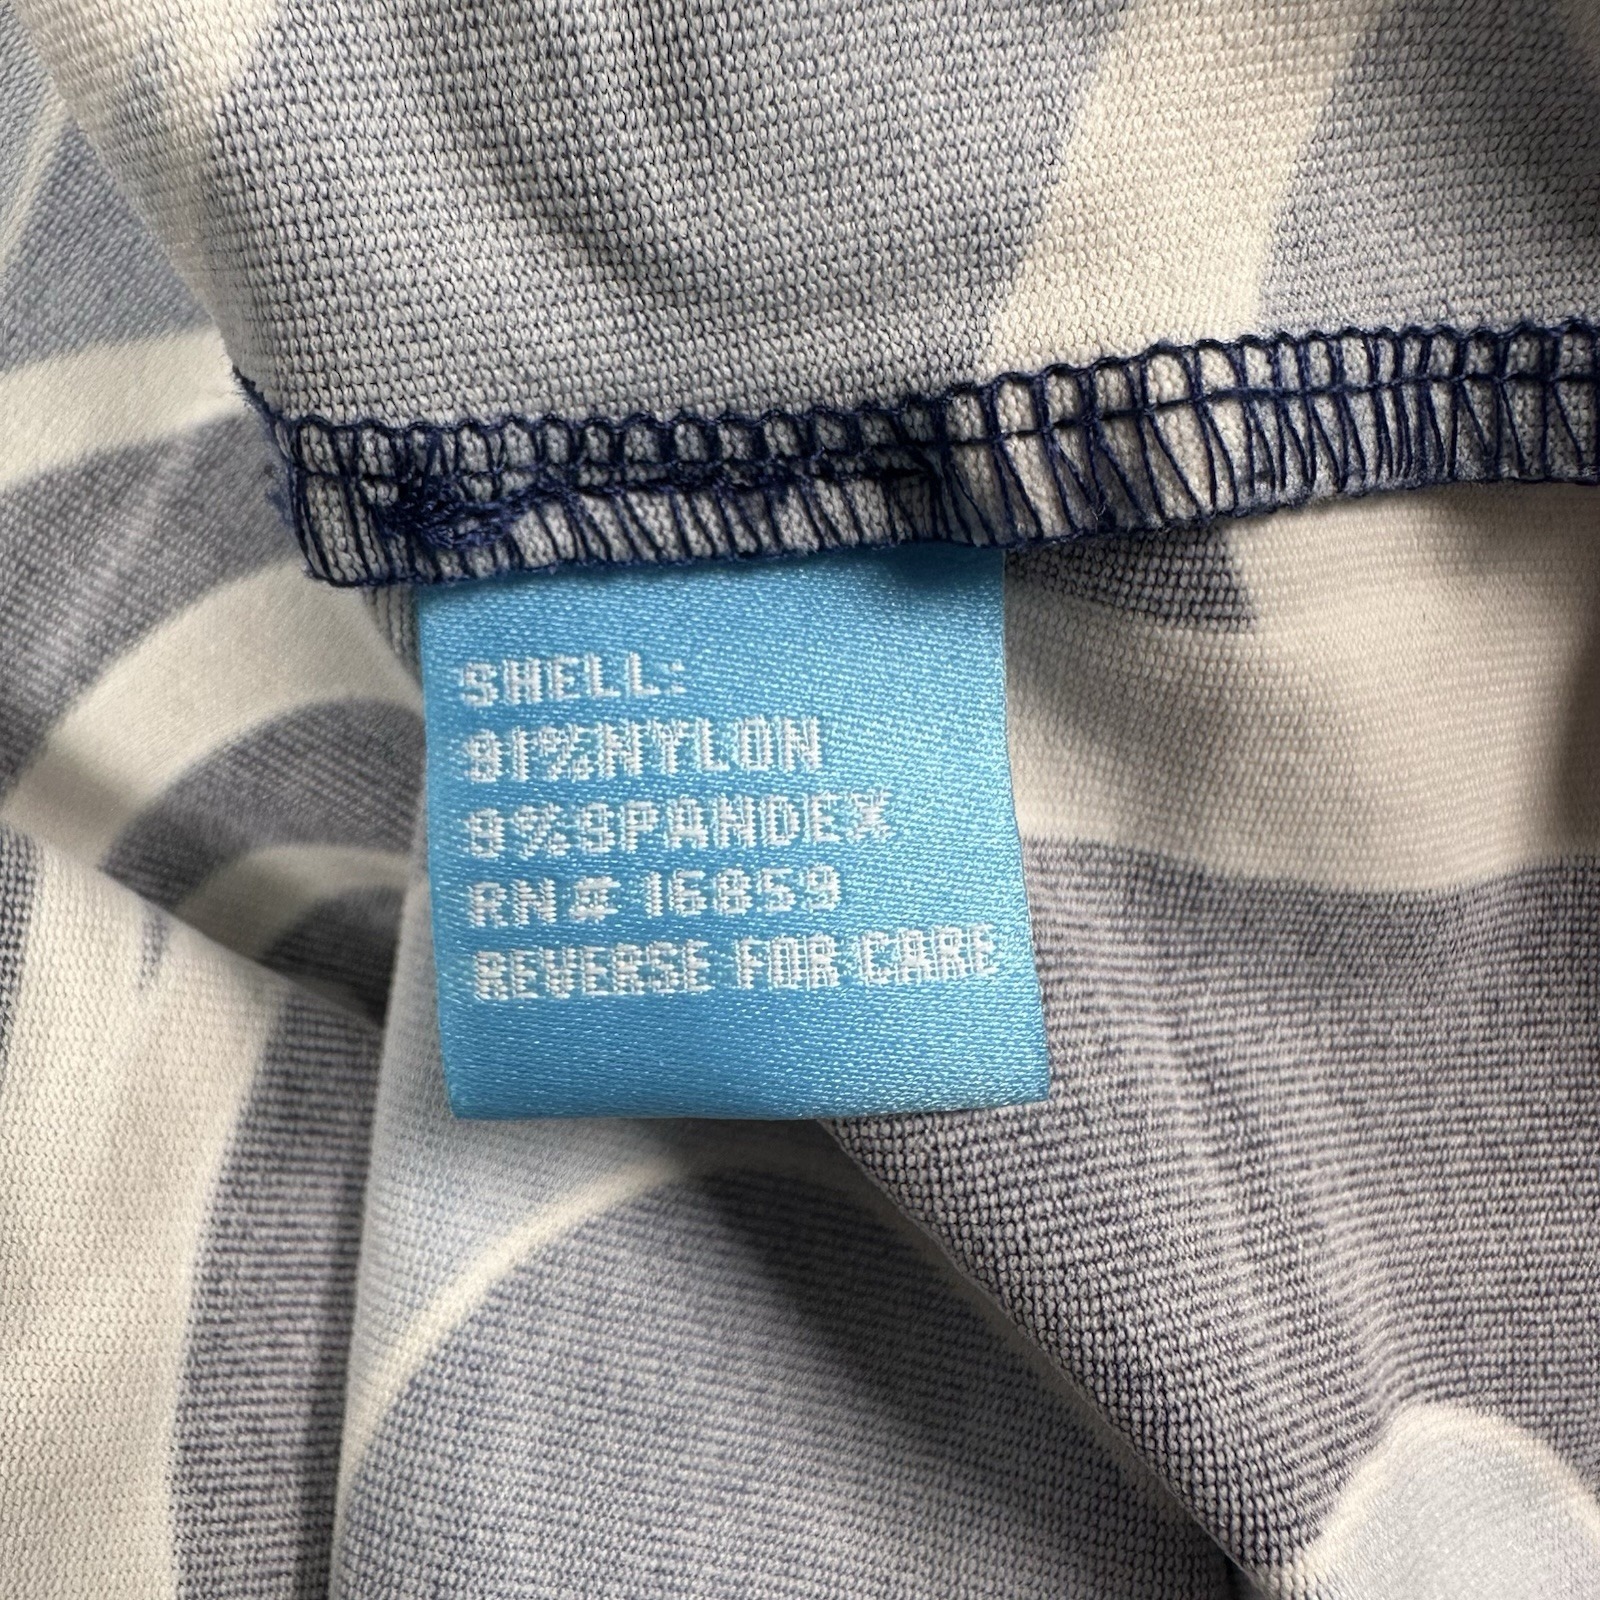 SHELL:
91%NYLON
9%SPANDEX
RN# 16859
REVERSE FOR CARE